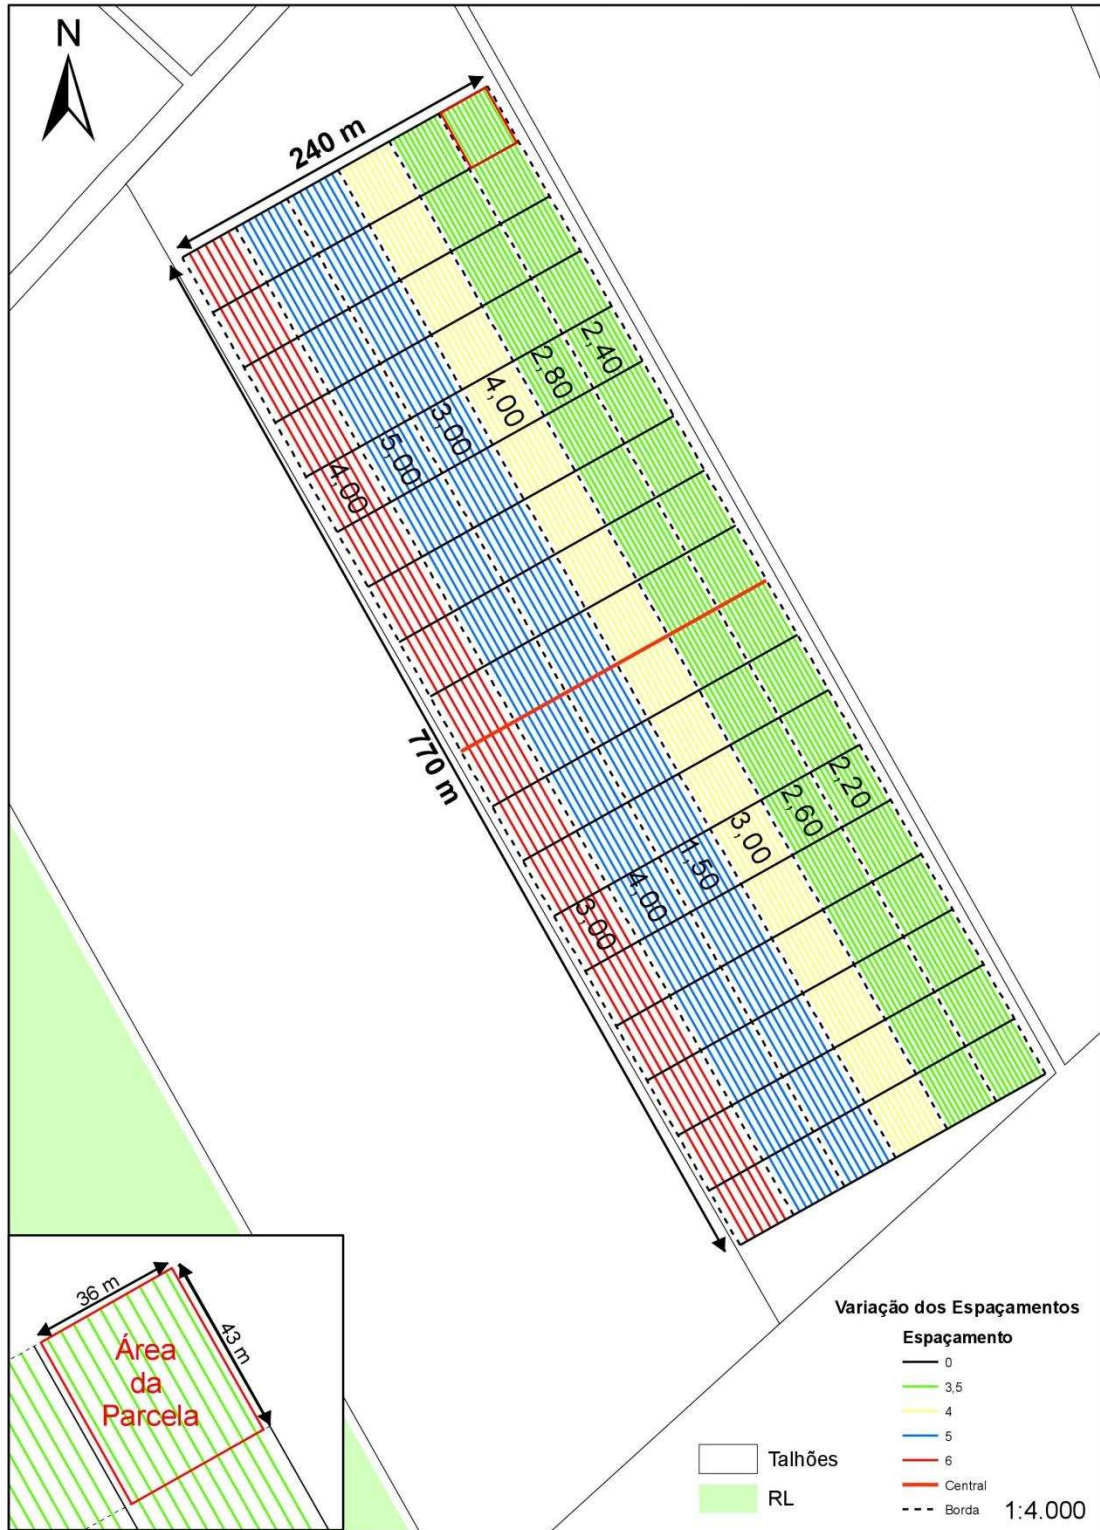 N
240 m
2,40
2,80
4,00
3,00
5,00
4,00
770 m
2,20
2,60
3,00
1,50
4,00
3,00
36 m
43 m
Área
da
Parcela
Variação dos Espaçamentos
Espaçamento
0
3,5
4
5
6
Central
Borda
Talhões
RL
1:4.000